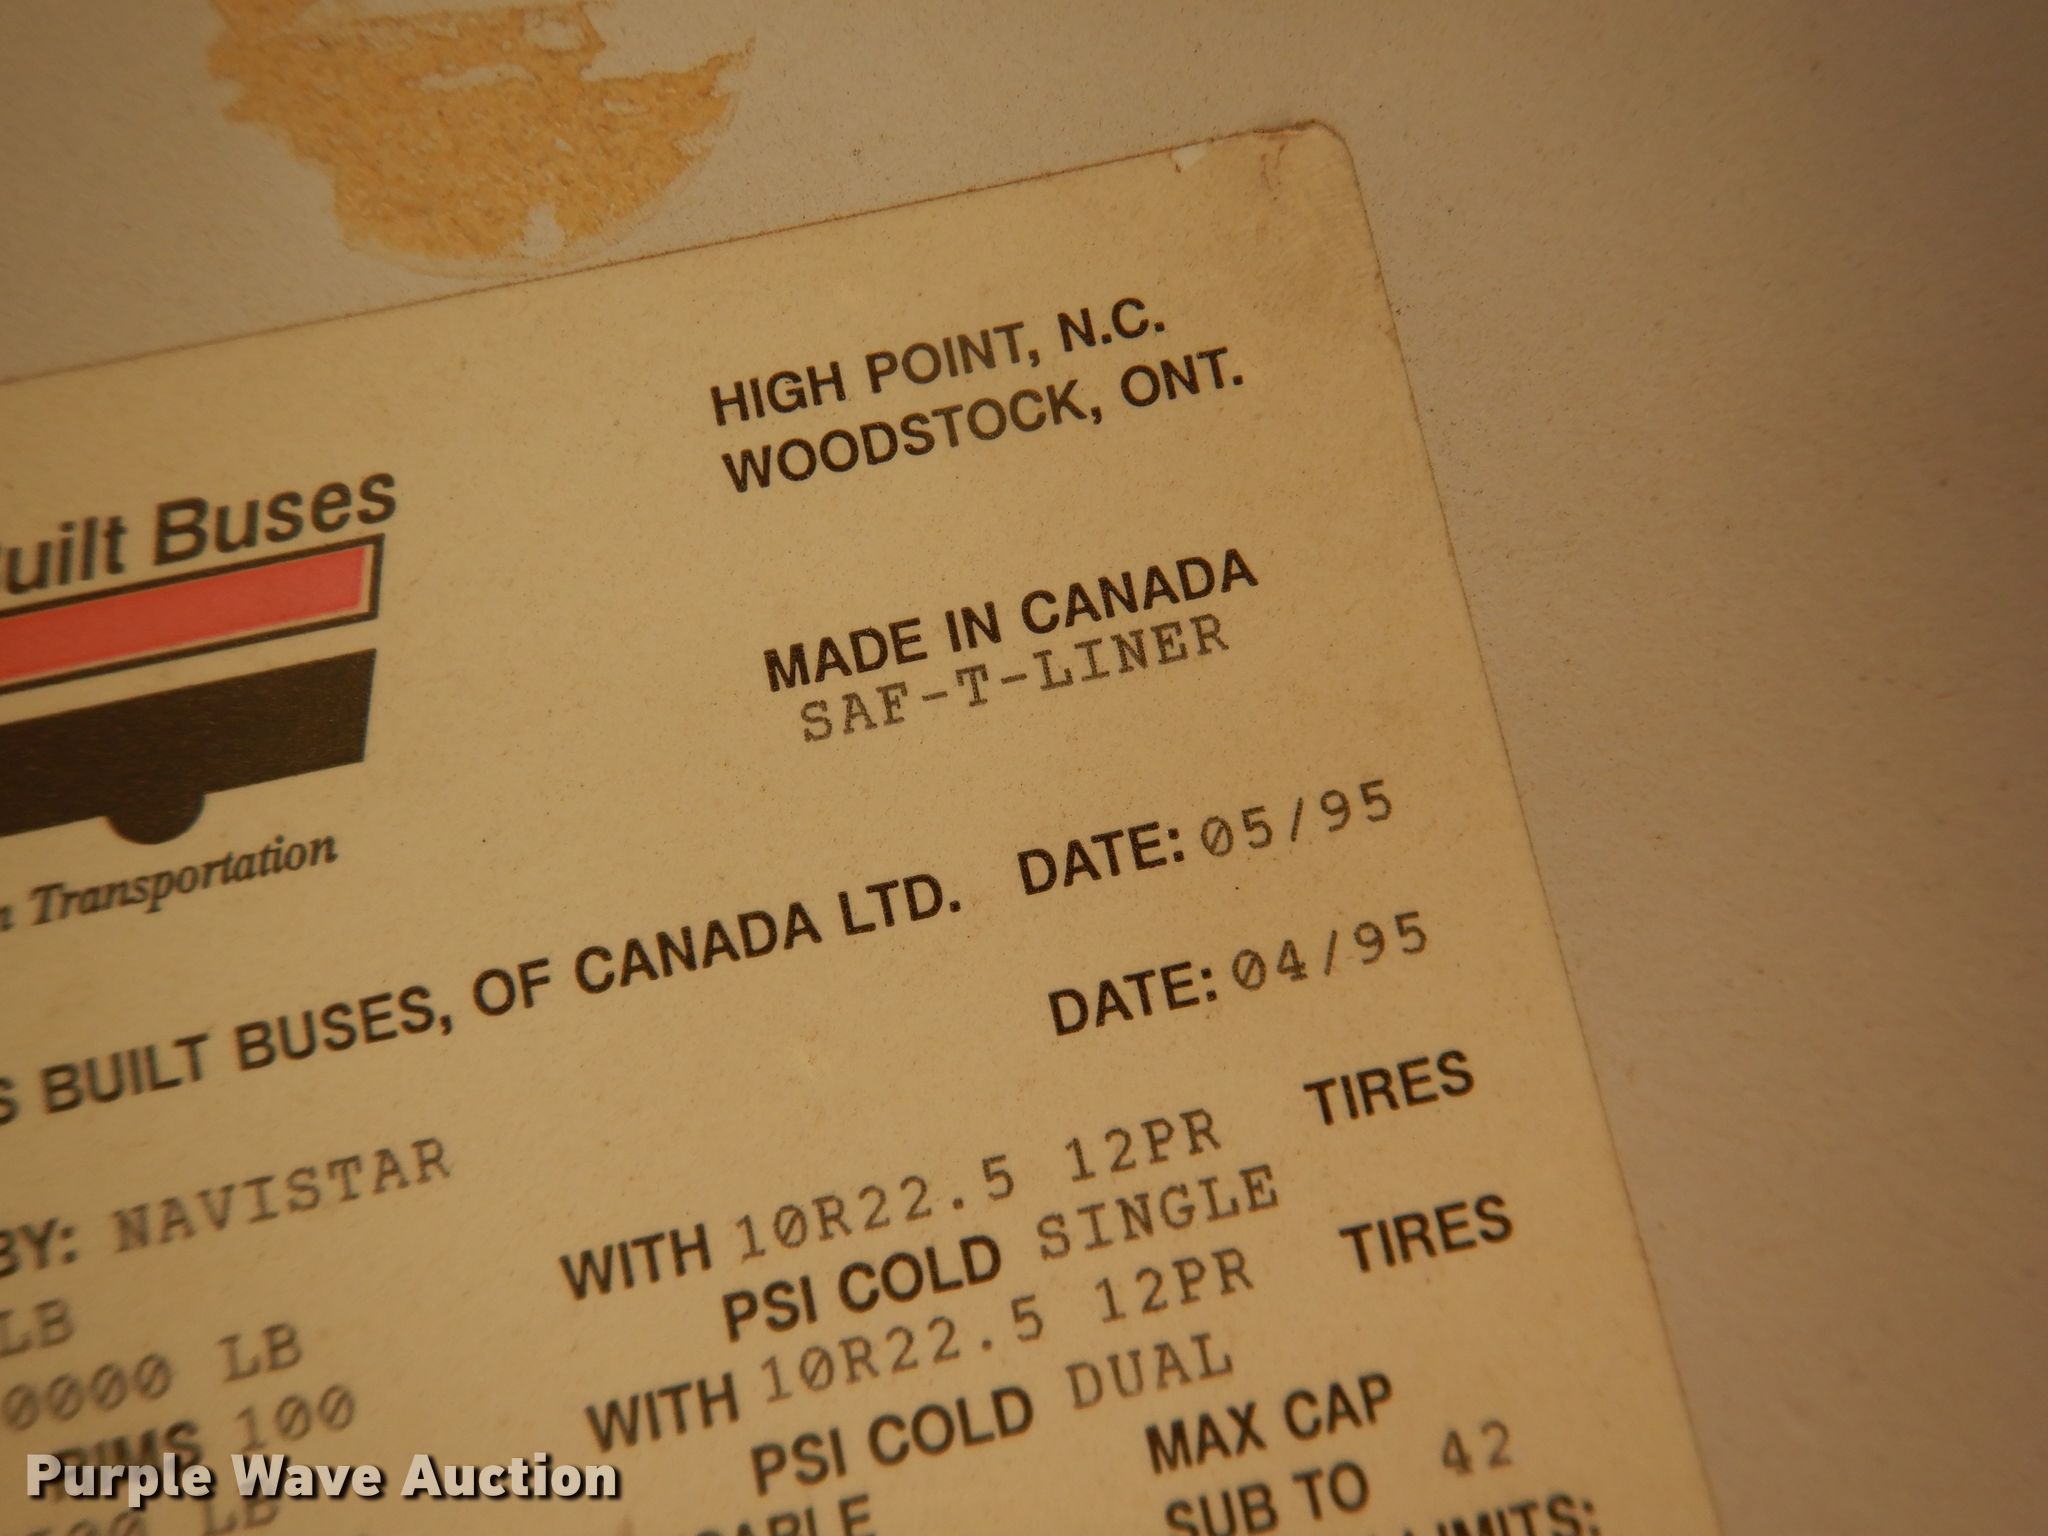 HIGH POINT, N.C.
WOODSTOCK, ONT.
Built Buses
MADE IN CANADA
SAF-T-LINER
Transportation
BUILT BUSES, OF CANADA LTD. DATE: 05/95
DATE: 04/95
BY: NAVISTAR
WITH 10R22.5 12PR TIRES
LB PSI COLD SINGLE
0000 LB WITH 10R22.5 12PR TIRES
RIMS 100 PSI COLD DUAL
LB MAX CAP
SUB TO 42
Purple Wave Auction